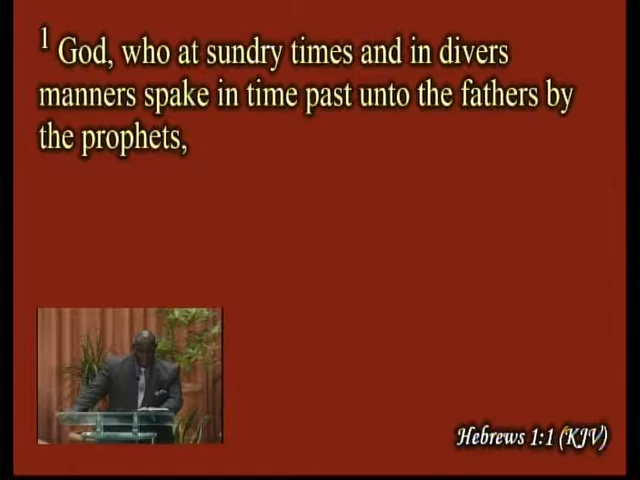 1 God, who at sundry times and in divers
manners spake in time past unto the fathers by
the prophets,
Hebrews 1:1 (KJV)